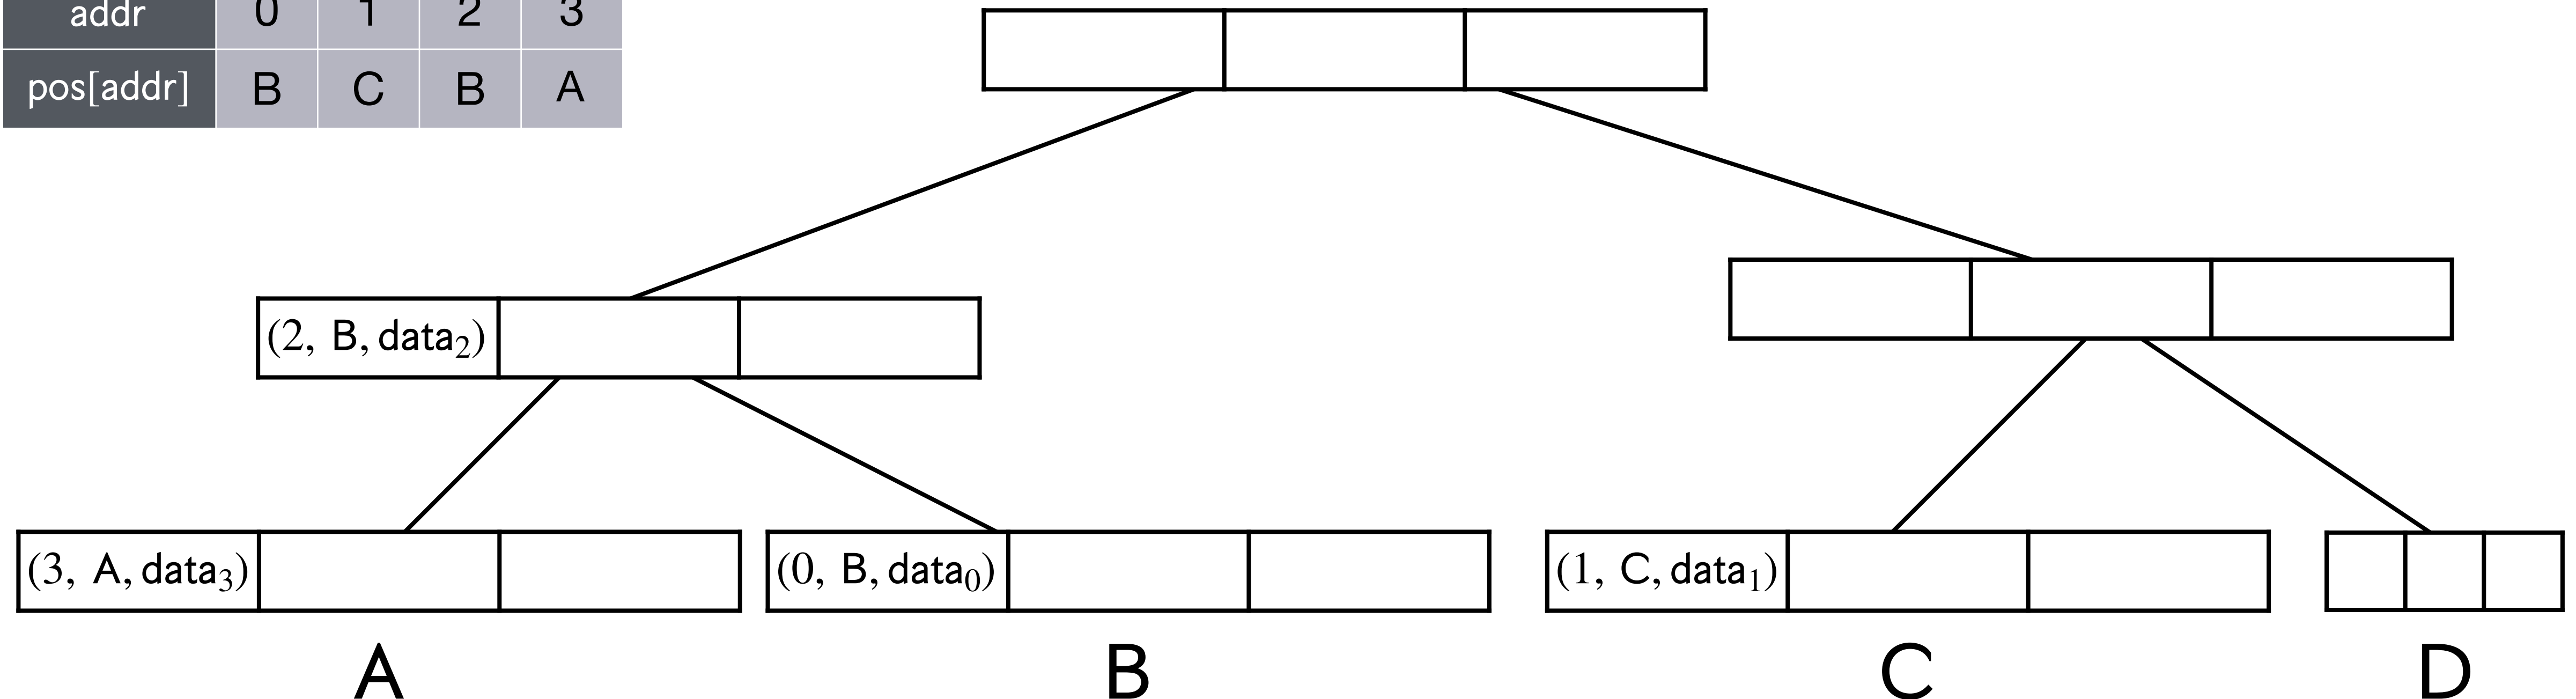 addr 0 1 2 3
pos[addr] B C B A
(2, B, data₂)
(3, A, data₃) (0, B, data₀) (1, C, data₁)
A B C D